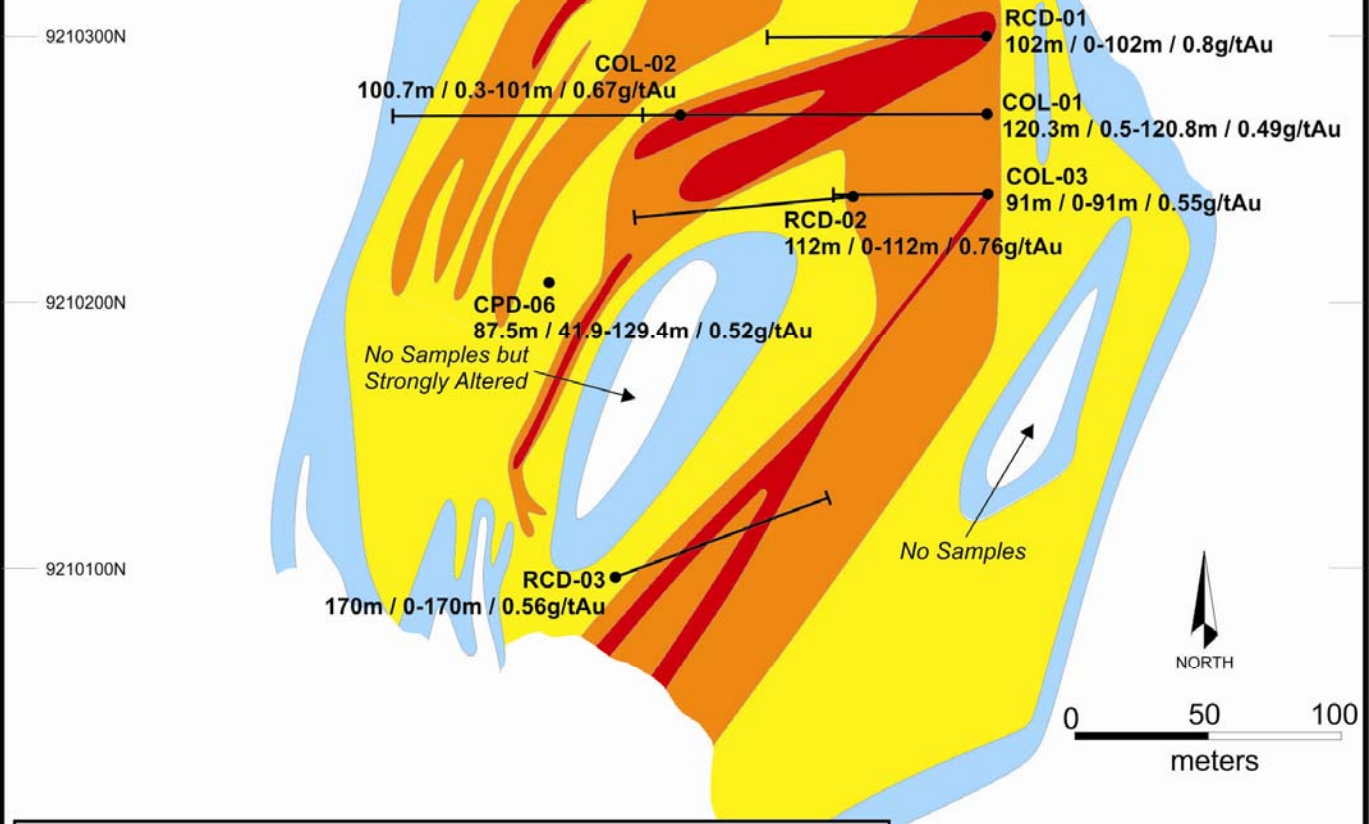 9210300N
RCD-01
102m / 0-102m / 0.8g/tAu
COL-02
100.7m / 0.3-101m / 0.67g/tAu
COL-01
120.3m / 0.5-120.8m / 0.49g/tAu
COL-03
91m / 0-91m / 0.55g/tAu
RCD-02
112m / 0-112m / 0.76g/tAu
9210200N
CPD-06
87.5m / 41.9-129.4m / 0.52g/tAu
No Samples but
Strongly Altered
No Samples
9210100N
RCD-03
170m / 0-170m / 0.56g/tAu
NORTH
0 50 100
meters